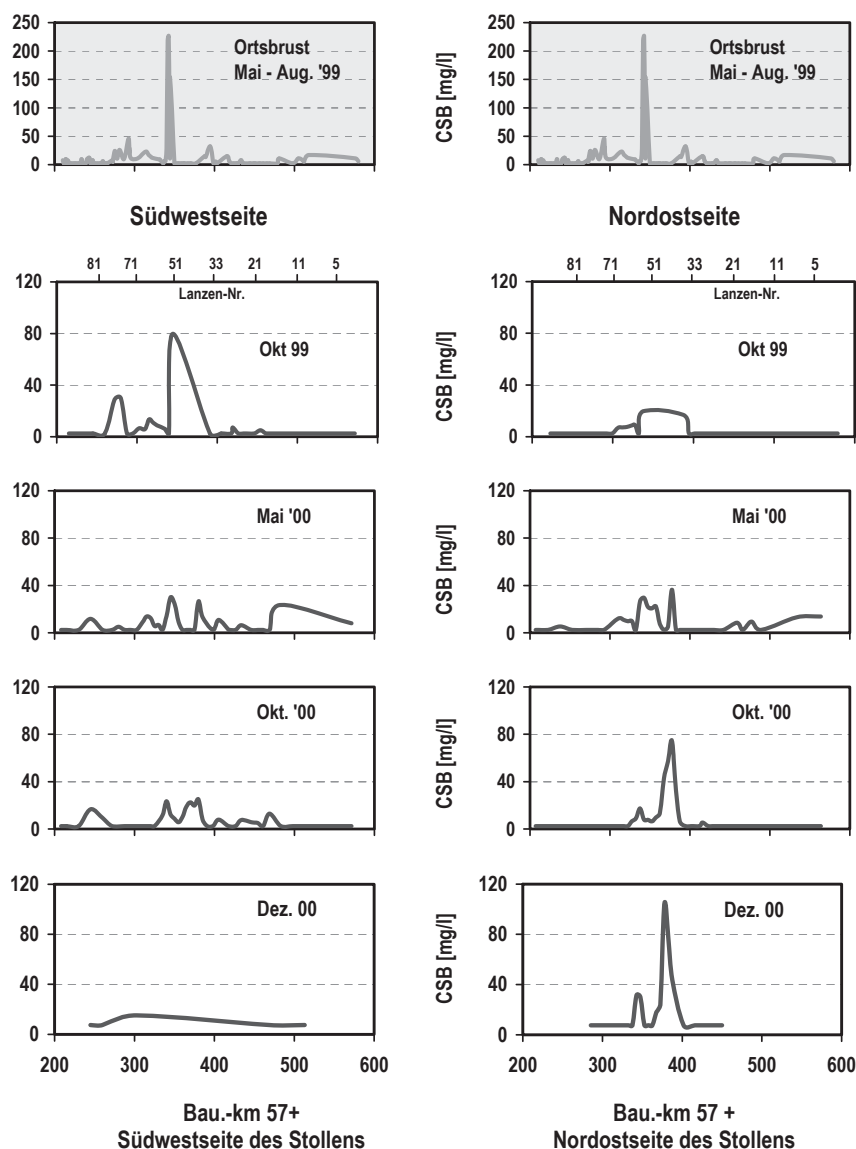 250
200
150
100
50
0
Ortsbrust
Mai - Aug. '99
Südwestseite
CSB [mg/l]
250
200
150
100
50
0
Ortsbrust
Mai - Aug. '99
Nordostseite
81 71 51 33 21 11 5
Lanzen-Nr.
120
80
40
0
Okt 99
CSB [mg/l]
81 71 51 33 21 11 5
Lanzen-Nr.
120
80
40
0
Okt 99
120
80
40
0
Mai '00
CSB [mg/l]
120
80
40
0
Mai '00
120
80
40
0
Okt. '00
CSB [mg/l]
120
80
40
0
Okt. '00
120
80
40
0
Dez. 00
200 300 400 500 600
Bau.-km 57+
Südwestseite des Stollens
CSB [mg/l]
120
80
40
0
Dez. 00
200 300 400 500 600
Bau.-km 57 +
Nordostseite des Stollens